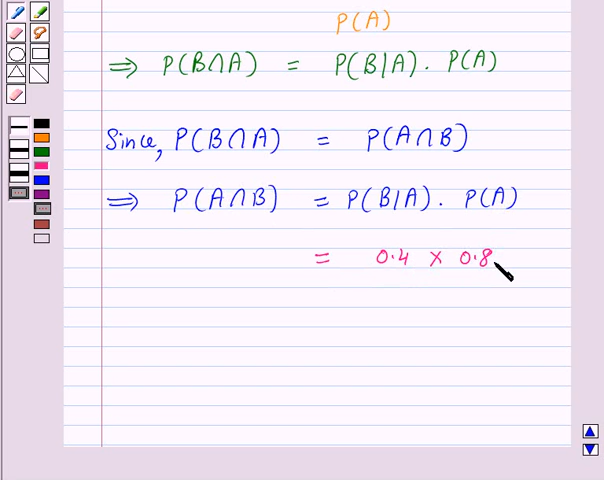 P(A)
⇒ P(B∩A) = P(B|A). P(A)
Since, P(B∩A) = P(A∩B)
⇒ P(A∩B) = P(B|A). P(A)
= 0.4 × 0.8